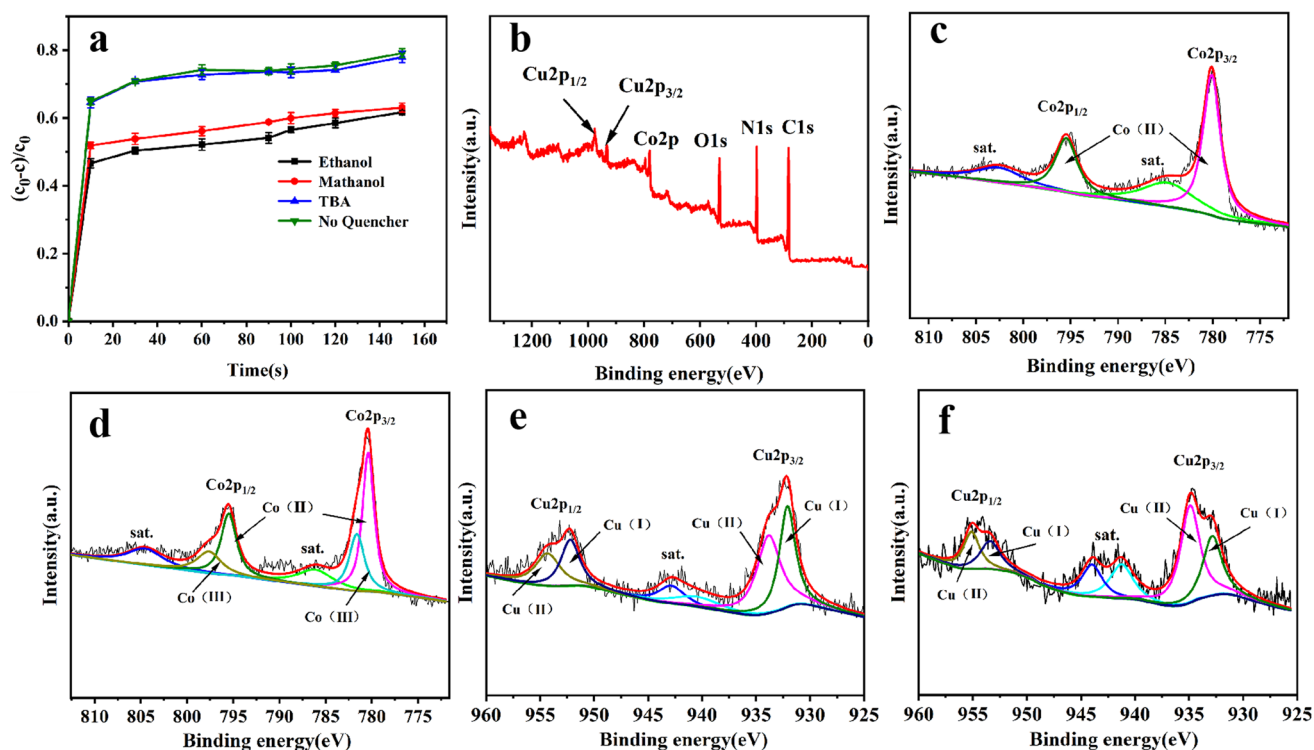 a
(c₀-c)/c₀
0.8
0.6
0.4
0.2
0.0
Ethanol
Mathanol
TBA
No Quencher
0 20 40 60 80 100 120 140 160
Time(s)
b
Intensity(a.u.)
Cu2p₁/₂
Cu2p₃/₂
Co2p
O1s
N1s
C1s
1200 1000 800 600 400 200 0
Binding energy(eV)
c
Intensity(a.u.)
Co2p₃/₂
Co2p₁/₂
Co（II）
sat.
sat.
810 805 800 795 790 785 780 775
Binding energy(eV)
d
Intensity(a.u.)
Co2p₃/₂
Co2p₁/₂
Co（II）
sat.
sat.
Co（III）
Co（III）
810 805 800 795 790 785 780 775
Binding energy(eV)
e
Intensity(a.u.)
Cu2p₃/₂
Cu2p₁/₂
Cu（I）
Cu（II）
Cu（I）
sat.
Cu（II）
960 955 950 945 940 935 930 925
Binding energy(eV)
f
Intensity(a.u.)
Cu2p₃/₂
Cu2p₁/₂
Cu（II）
Cu（I）
Cu（I）
sat.
Cu（II）
960 955 950 945 940 935 930 925
Binding energy(eV)